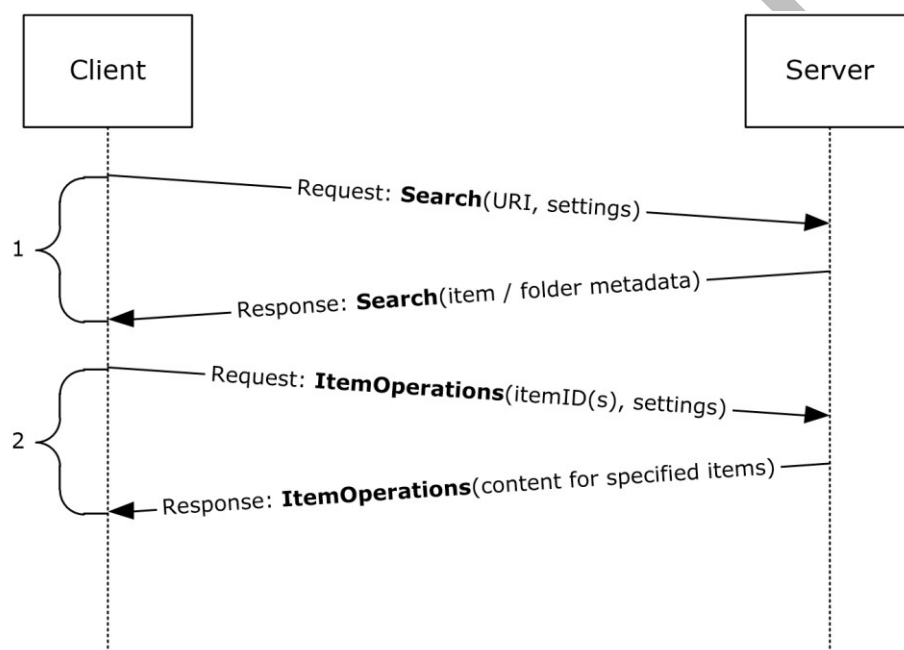 Client
Server
Request: Search(URI, settings)
1
Response: Search(item / folder metadata)
Request: ItemOperations(itemID(s), settings)
2
Response: ItemOperations(content for specified items)